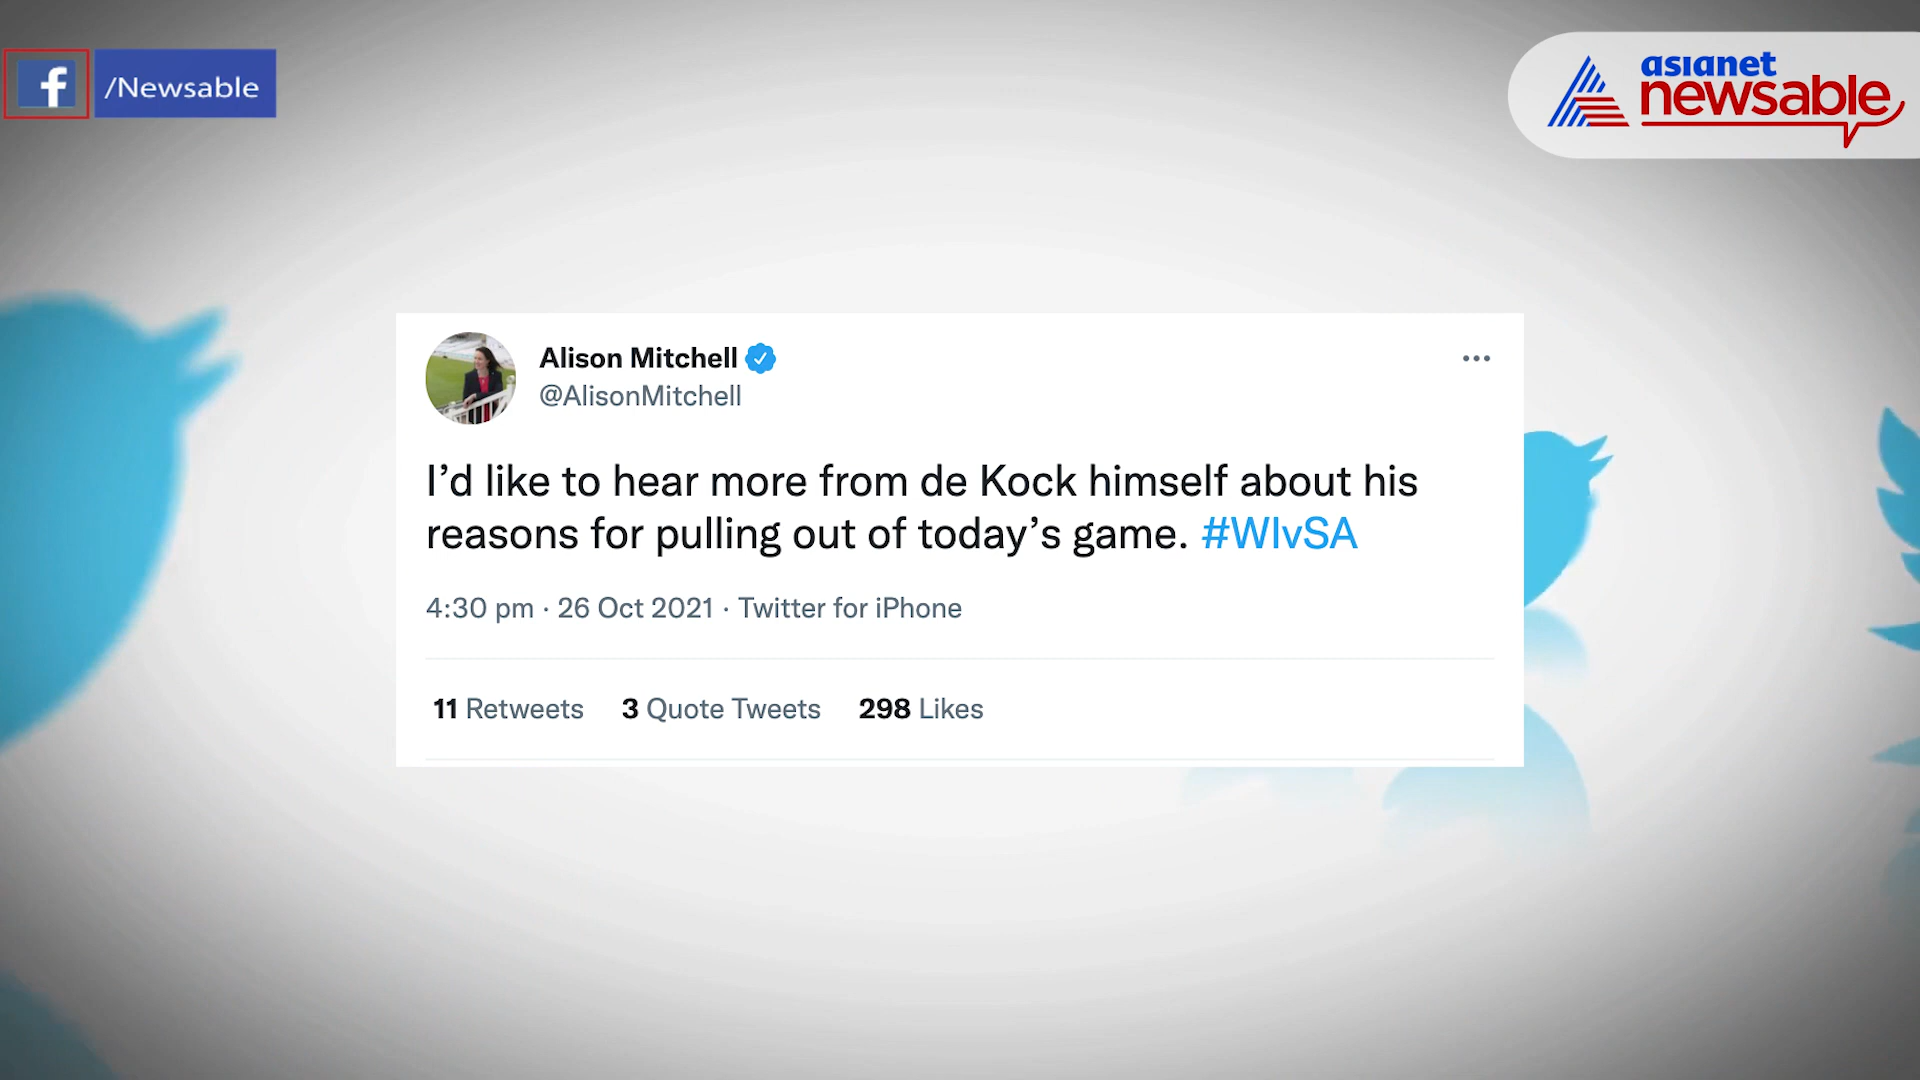 f /Newsable
asianet
newsable
Alison Mitchell
@AlisonMitchell
I’d like to hear more from de Kock himself about his
reasons for pulling out of today’s game. #WIvSA
4:30 pm · 26 Oct 2021 · Twitter for iPhone
11 Retweets 3 Quote Tweets 298 Likes